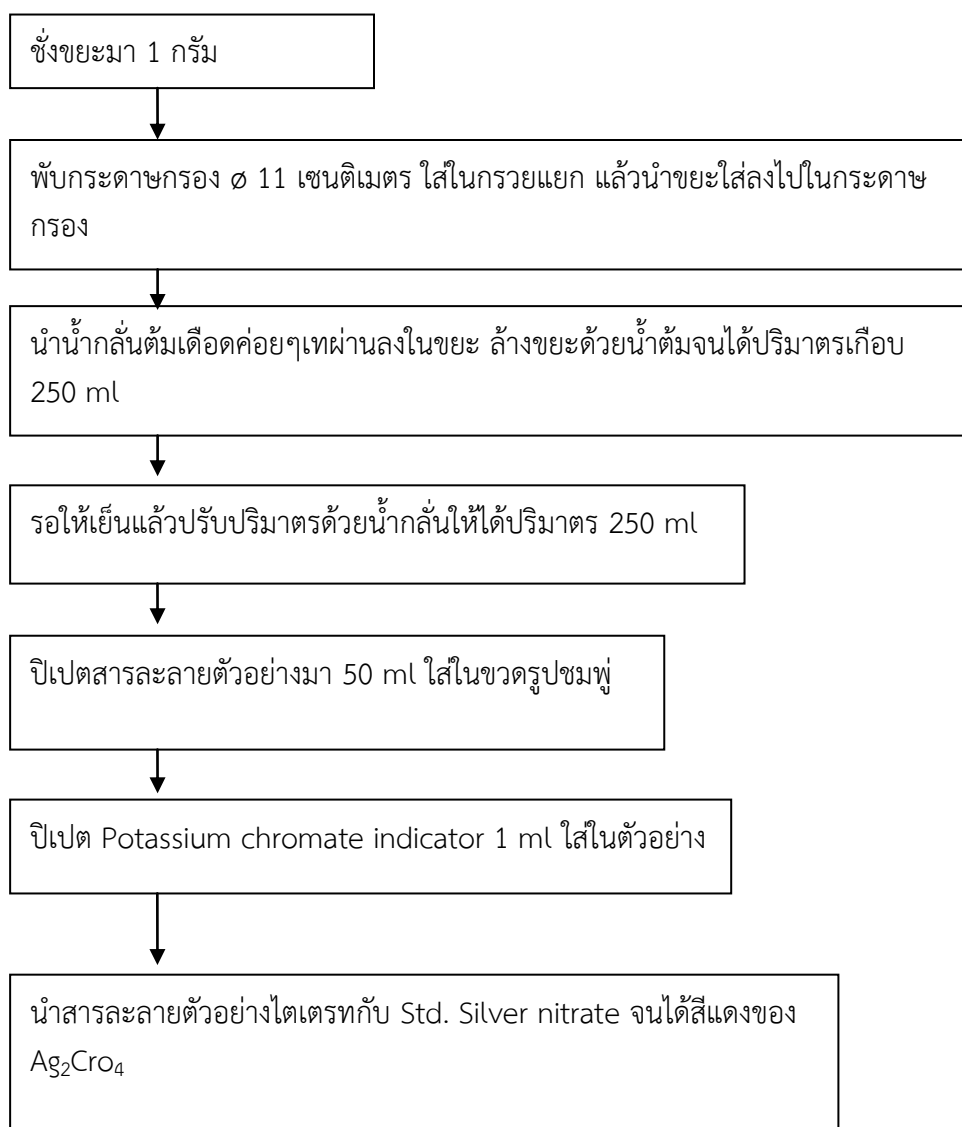 ชั่งขยะมา 1 กรัม
พับกระดาษกรอง ø 11 เซนติเมตร ใส่ในกรวยแยก แล้วนำขยะใส่ลงไปในกระดาษ
กรอง
นำน้ำกลั่นต้มเดือดค่อยๆเทผ่านลงในขยะ ล้างขยะด้วยน้ำต้มจนได้ปริมาตรเกือบ
250 ml
รอให้เย็นแล้วปรับปริมาตรด้วยน้ำกลั่นให้ได้ปริมาตร 250 ml
ปิเปตสารละลายตัวอย่างมา 50 ml ใส่ในขวดรูปชมพู่
ปิเปต Potassium chromate indicator 1 ml ใส่ในตัวอย่าง
นำสารละลายตัวอย่างไตเตรทกับ Std. Silver nitrate จนได้สีแดงของ
Ag₂Cro₄